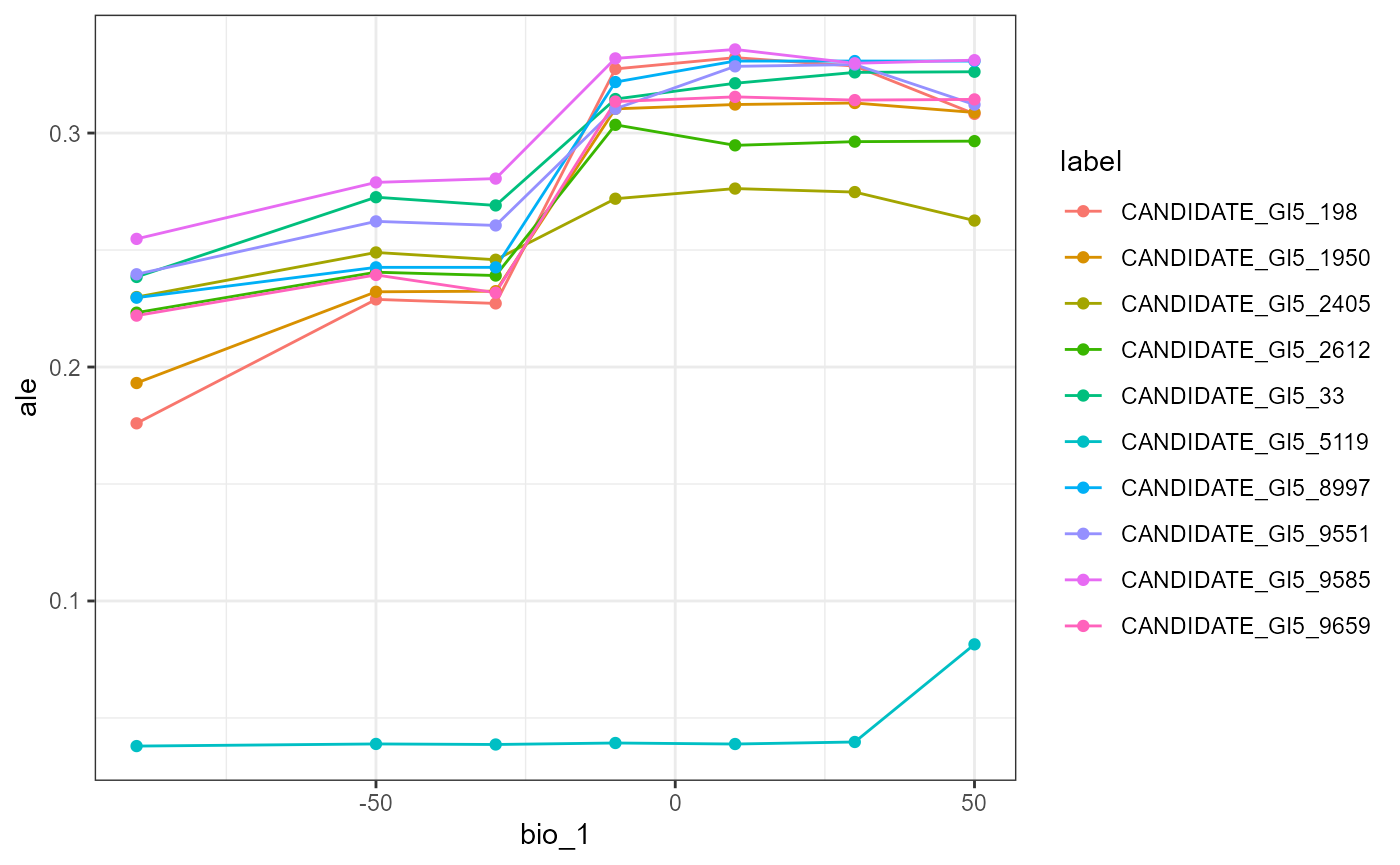 0.3
0.2
0.1
ale
-50
0
50
bio_1
label
CANDIDATE_GI5_198
CANDIDATE_GI5_1950
CANDIDATE_GI5_2405
CANDIDATE_GI5_2612
CANDIDATE_GI5_33
CANDIDATE_GI5_5119
CANDIDATE_GI5_8997
CANDIDATE_GI5_9551
CANDIDATE_GI5_9585
CANDIDATE_GI5_9659